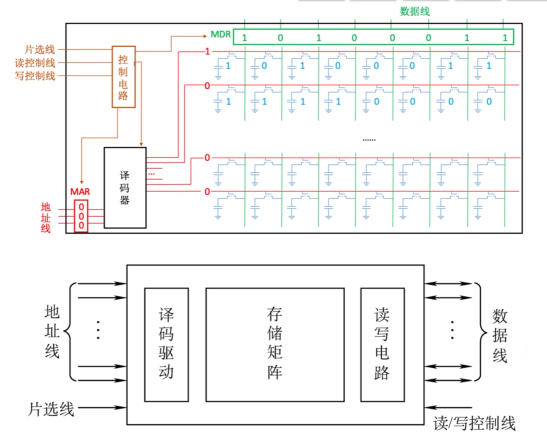 数据线
MDR 1 0 1 0 0 0 1 1
片选线
读控制线
写控制线
控制电路
1
1 0 1 0 0 0 1 1
0
1 1 1 1 0 0 0 0
......
...
0
0
译码器
MAR
地址线
0
0
0
地址线
译码驱动
存储矩阵
读写电路
数据线
片选线
读/写控制线